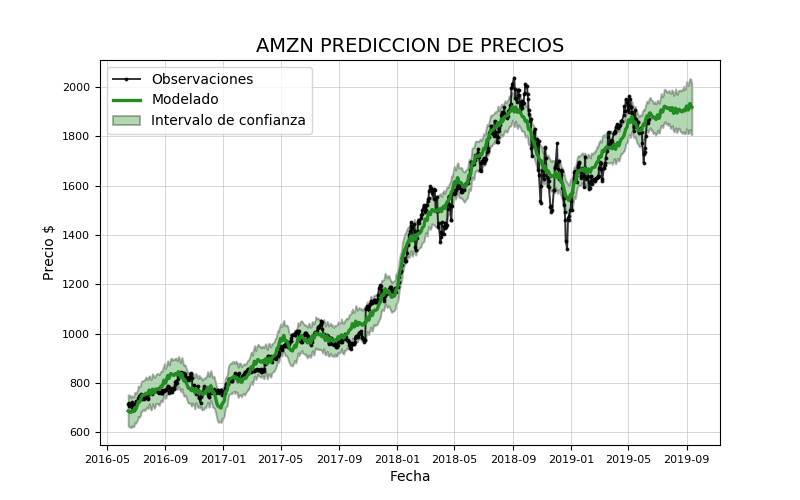 AMZN PREDICCION DE PRECIOS
Observaciones
Modelado
Intervalo de confianza
Precio $
2000
1800
1600
1400
1200
1000
800
600
2016-05 2016-09 2017-01 2017-05 2017-09 2018-01 2018-05 2018-09 2019-01 2019-05 2019-09
Fecha